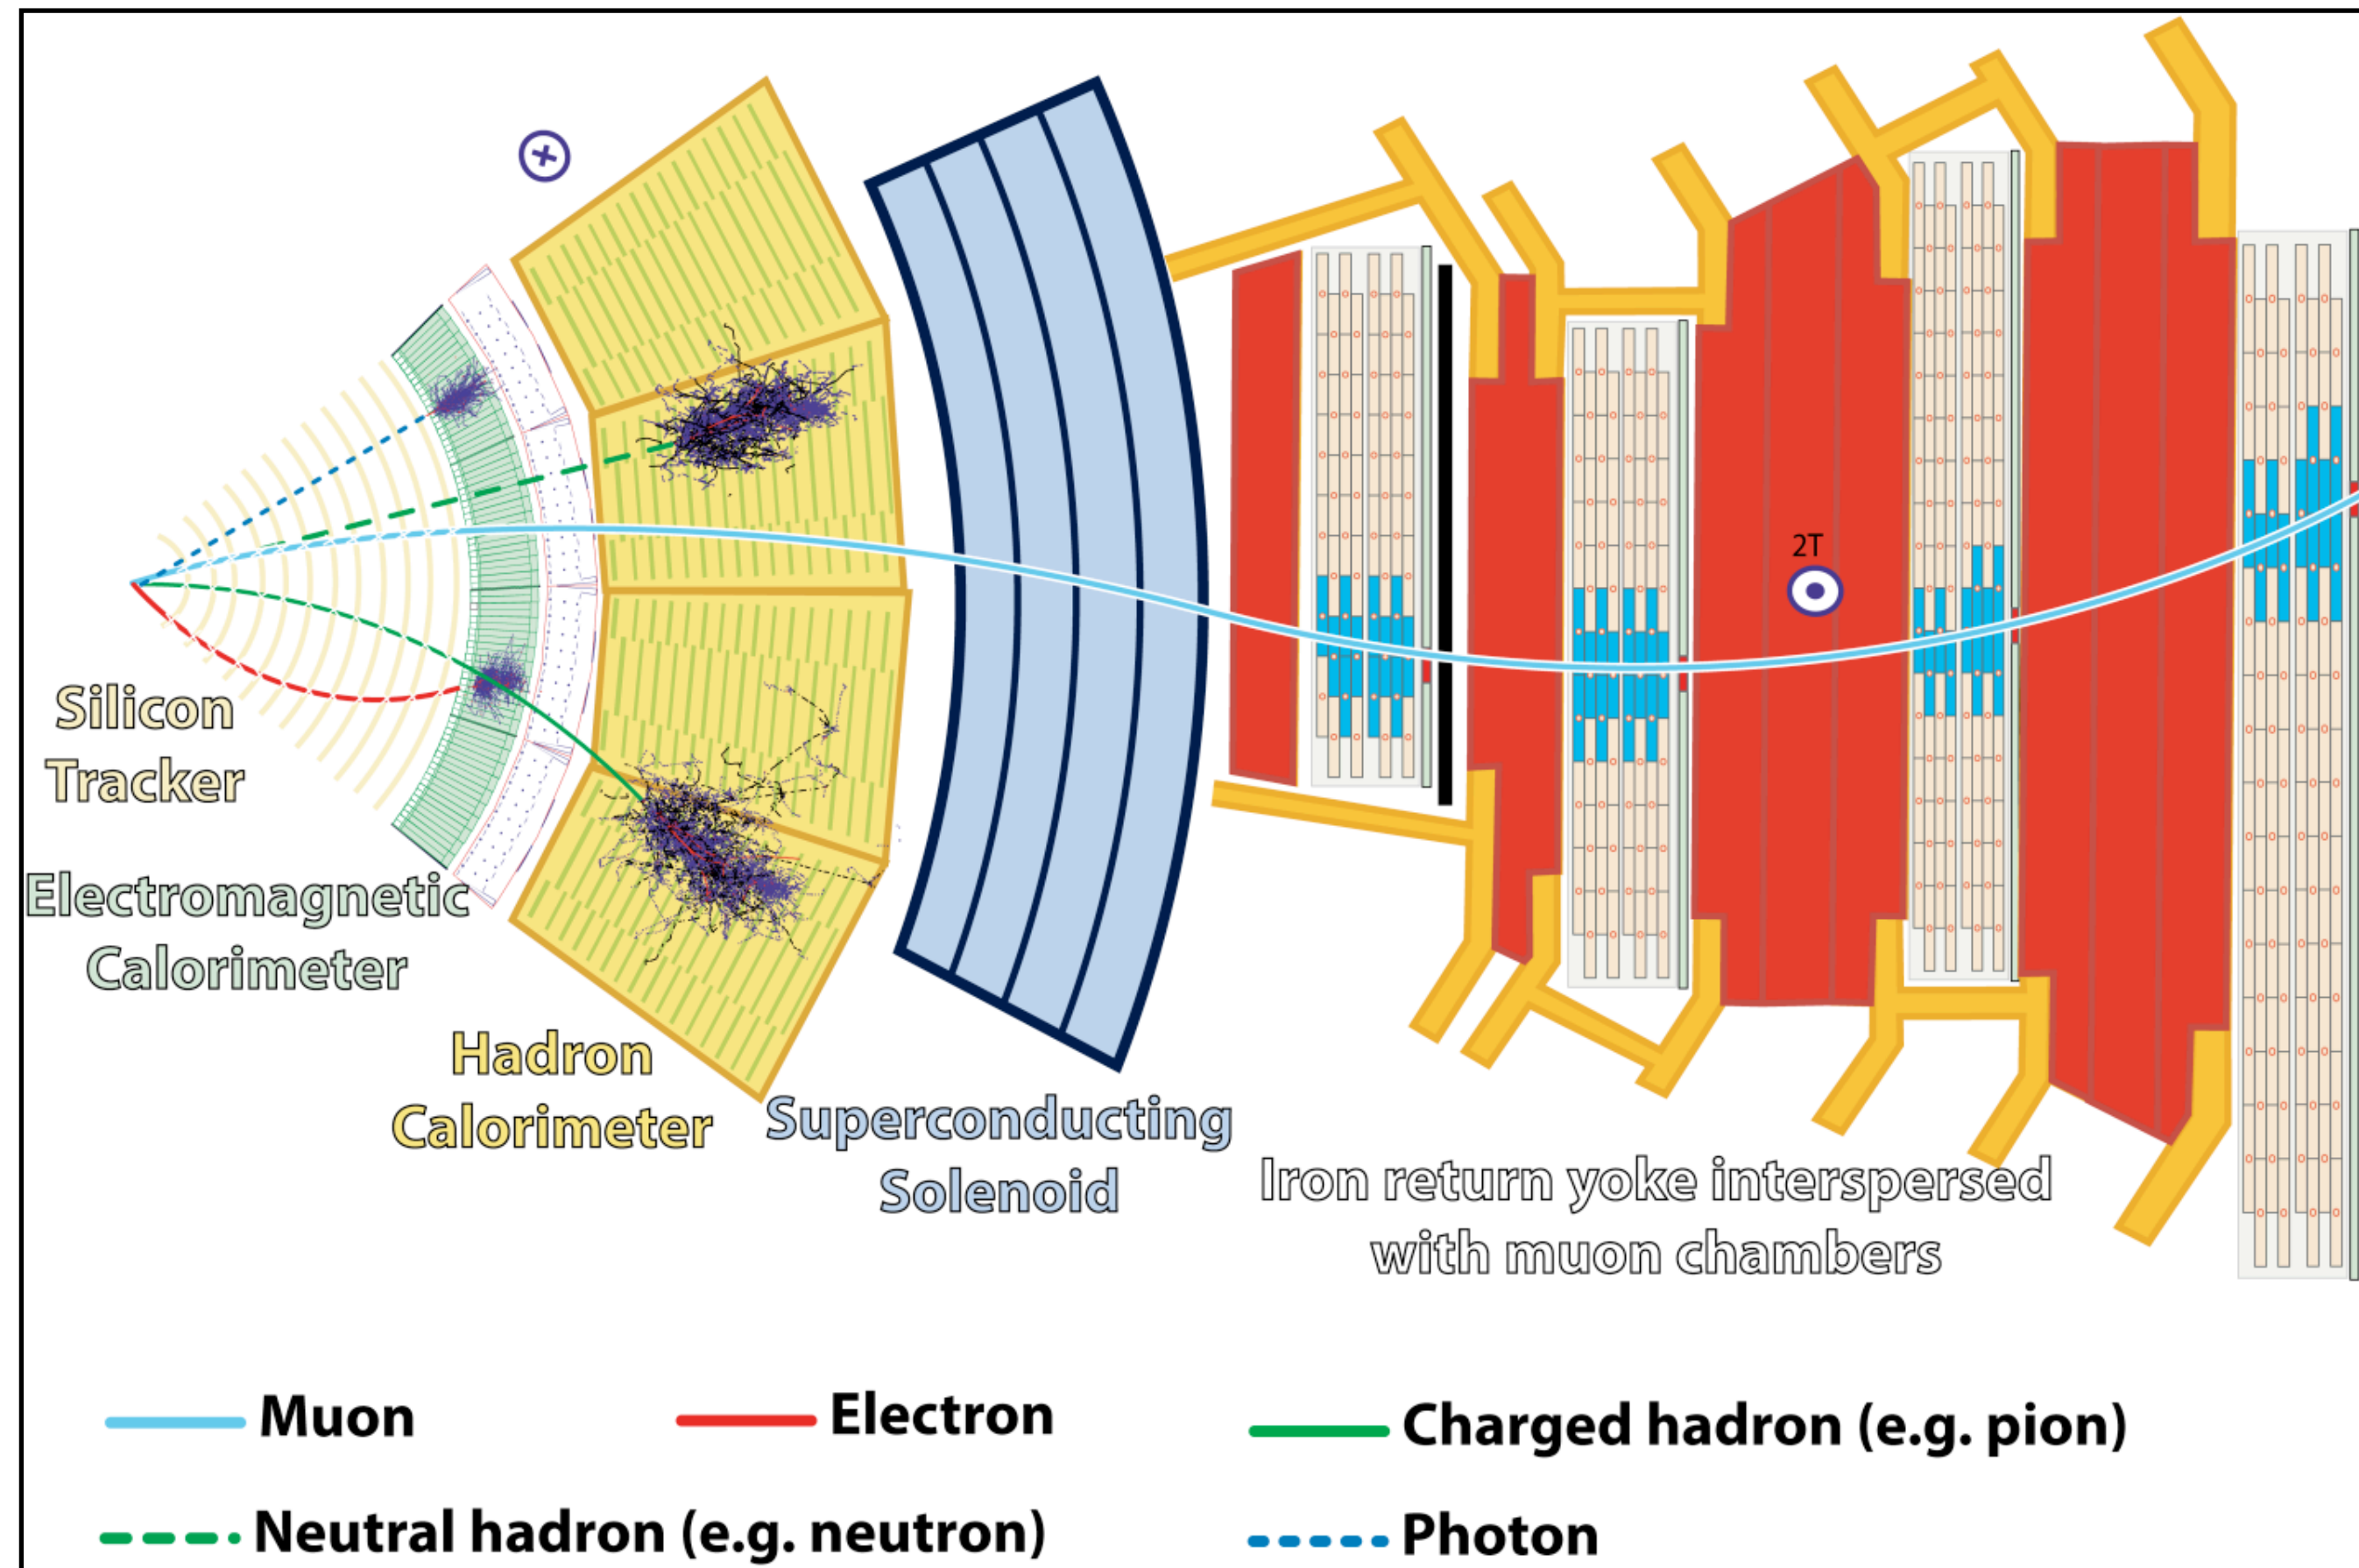 2T
Silicon
Tracker
Electromagnetic
Calorimeter
Hadron
Calorimeter
Superconducting
Solenoid
Iron return yoke interspersed
with muon chambers
Muon
Electron
Charged hadron (e.g. pion)
Neutral hadron (e.g. neutron)
Photon